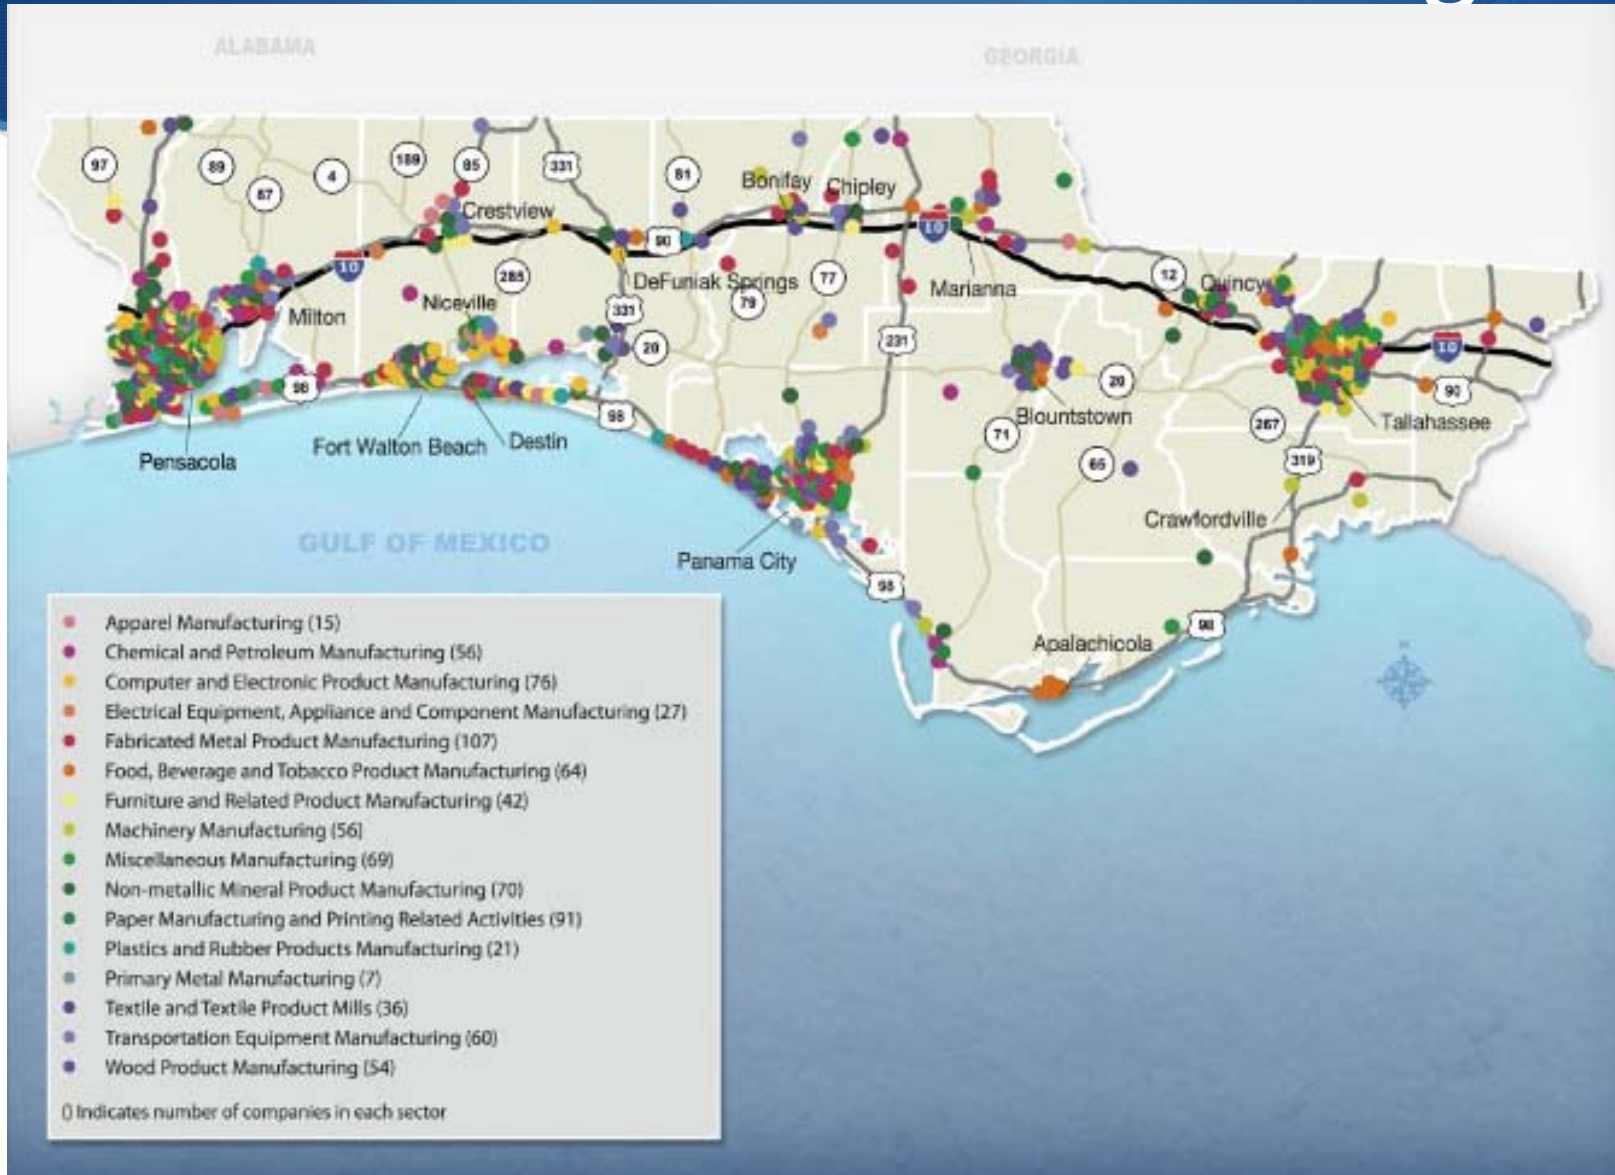 ALABAMA
GEORGIA
97
89
87
4
189
85
331
81
Bonifay
Chipley
Crestview
90
10
10
DeFuniak Springs
285
79
77
Marianna
12
Quincy
Niceville
Milton
331
20
231
10
90
98
98
Blountstown
20
71
65
267
319
Tallahassee
Pensacola
Fort Walton Beach
Destin
Crawfordville
GULF OF MEXICO
Panama City
98
98
Apalachicola
Apparel Manufacturing (15)
Chemical and Petroleum Manufacturing (56)
Computer and Electronic Product Manufacturing (76)
Electrical Equipment, Appliance and Component Manufacturing (27)
Fabricated Metal Product Manufacturing (107)
Food, Beverage and Tobacco Product Manufacturing (64)
Furniture and Related Product Manufacturing (42)
Machinery Manufacturing (56)
Miscellaneous Manufacturing (69)
Non-metallic Mineral Product Manufacturing (70)
Paper Manufacturing and Printing Related Activities (91)
Plastics and Rubber Products Manufacturing (21)
Primary Metal Manufacturing (7)
Textile and Textile Product Mills (36)
Transportation Equipment Manufacturing (60)
Wood Product Manufacturing (54)
() Indicates number of companies in each sector